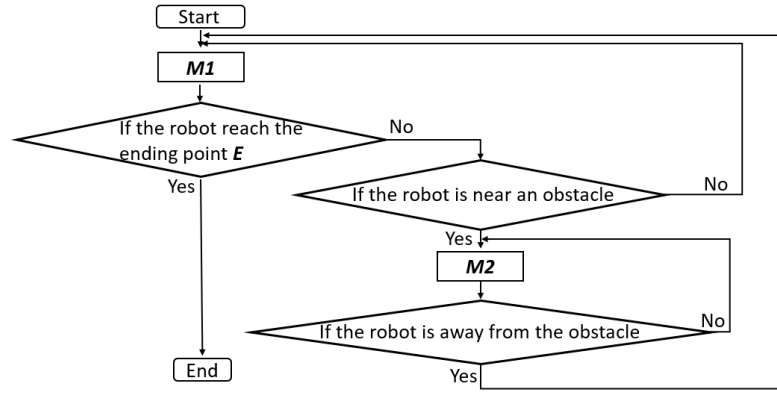 Start
M1
If the robot reach the
ending point E
No
Yes
If the robot is near an obstacle
No
Yes
M2
If the robot is away from the obstacle
No
Yes
End